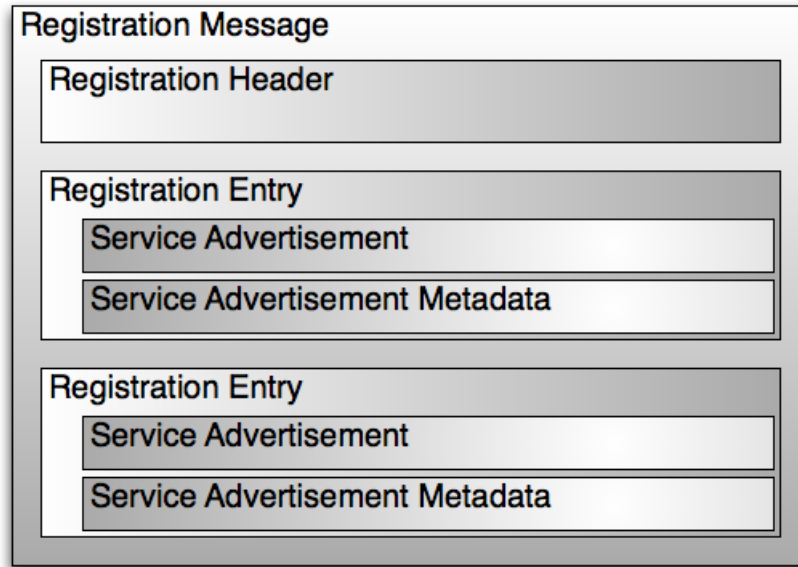 Registration Message
Registration Header
Registration Entry
Service Advertisement
Service Advertisement Metadata
Registration Entry
Service Advertisement
Service Advertisement Metadata